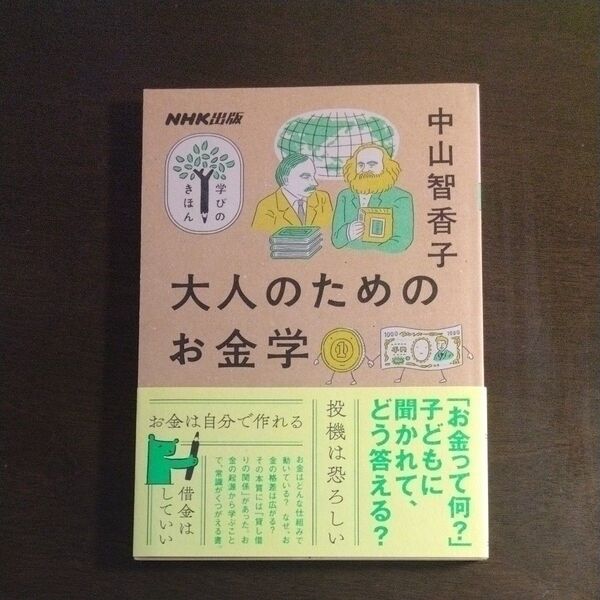 NHK出版
学びの
きほん
中山智香子
大人のための
お金学
1
1000
1000
千円
「お金って何？」
子どもに
聞かれて、
どう答える？
投機は恐ろしい
お金は自分で作れる
お金はどんな仕組みで
動いている？ なぜ、お
金の格差は広がる？
その本質には「貸し借
りの関係」があった。お
金の起源から学ぶこと
で、常識がくつがえる書。
借金は
していい